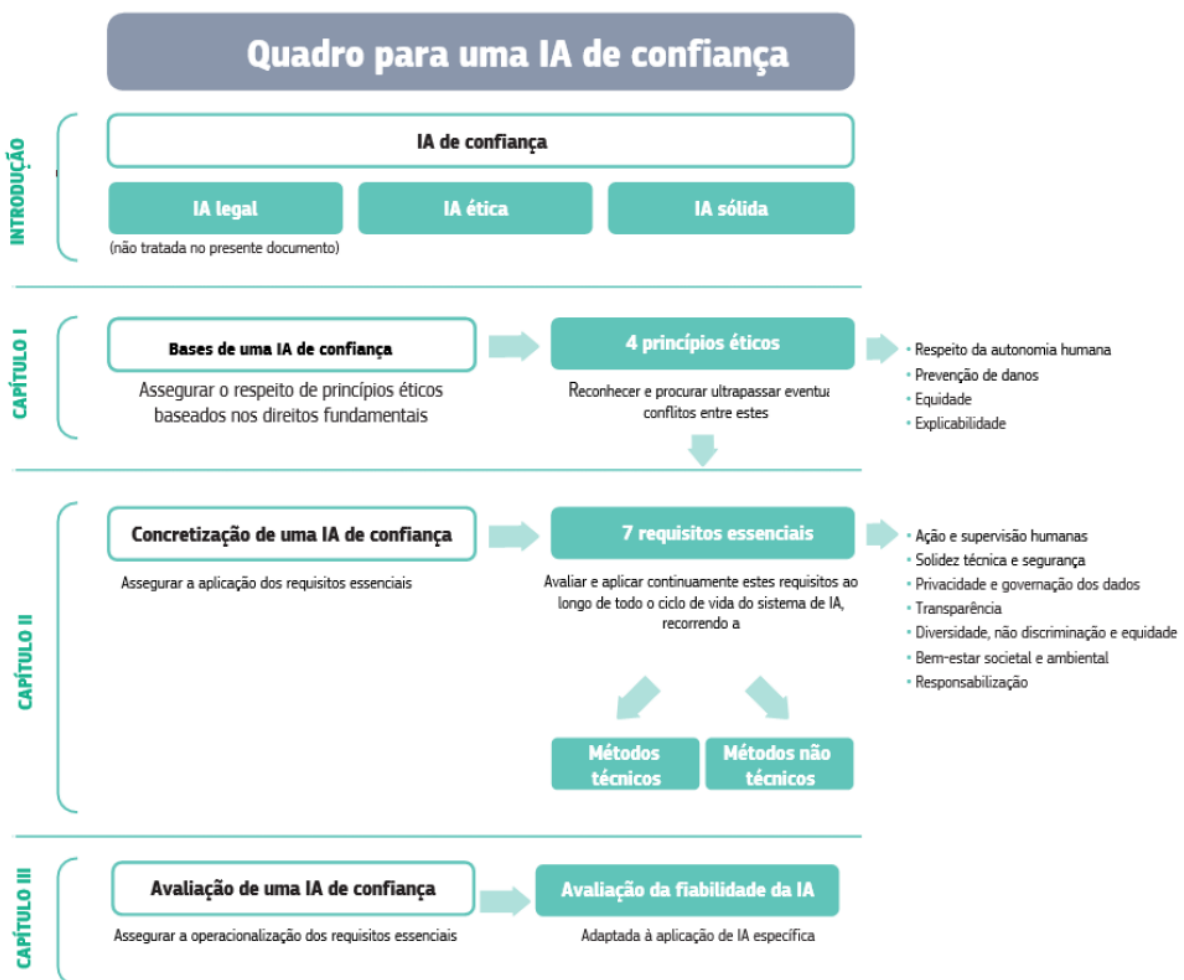 Quadro para uma IA de confiança
INTRODUÇÃO
IA de confiança
IA legal
IA ética
IA sólida
(não tratada no presente documento)
CAPÍTULO I
Bases de uma IA de confiança
Assegurar o respeito de princípios éticos
baseados nos direitos fundamentais
4 princípios éticos
Reconhecer e procurar ultrapassar eventua
conflitos entre estes
• Respeito da autonomia humana
• Prevenção de danos
• Equidade
• Explicabilidade
CAPÍTULO II
Concretização de uma IA de confiança
Assegurar a aplicação dos requisitos essenciais
7 requisitos essenciais
Avaliar e aplicar continuamente estes requisitos ao
longo de todo o ciclo de vida do sistema de IA,
recorrendo a
• Ação e supervisão humanas
• Solidez técnica e segurança
• Privacidade e governação dos dados
• Transparência
• Diversidade, não discriminação e equidade
• Bem-estar societal e ambiental
• Responsabilização
Métodos
técnicos
Métodos não
técnicos
CAPÍTULO III
Avaliação de uma IA de confiança
Assegurar a operacionalização dos requisitos essenciais
Avaliação da fiabilidade da IA
Adaptada à aplicação de IA específica